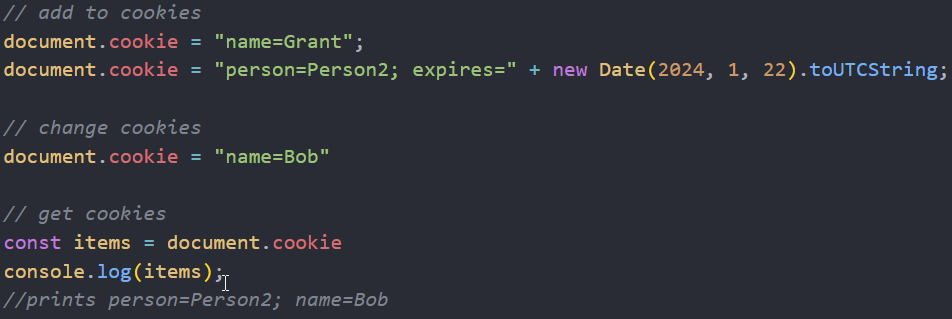 // add to cookies
document.cookie = "name=Grant";
document.cookie = "person=Person2; expires=" + new Date(2024, 1, 22).toUTCString;
// change cookies
document.cookie = "name=Bob"
// get cookies
const items = document.cookie
console.log(items);
//prints person=Person2; name=Bob